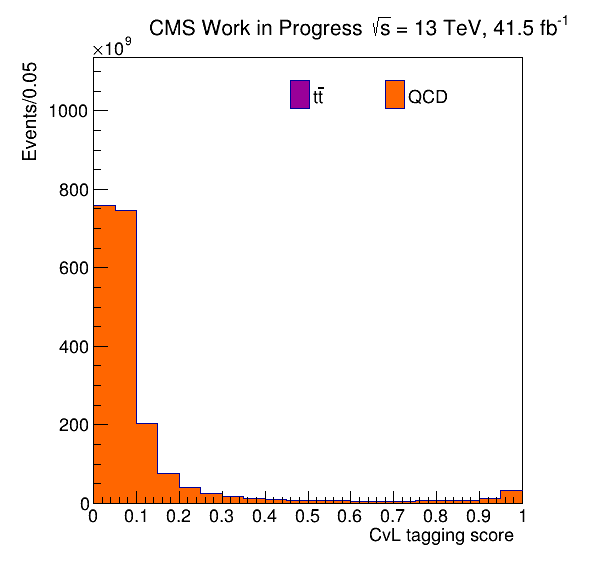 CMS Work in Progress √s = 13 TeV, 41.5 fb⁻¹
×10⁹
Events/0.05
tt̄
QCD
1000
800
600
400
200
0
0 0.1 0.2 0.3 0.4 0.5 0.6 0.7 0.8 0.9 1
CvL tagging score